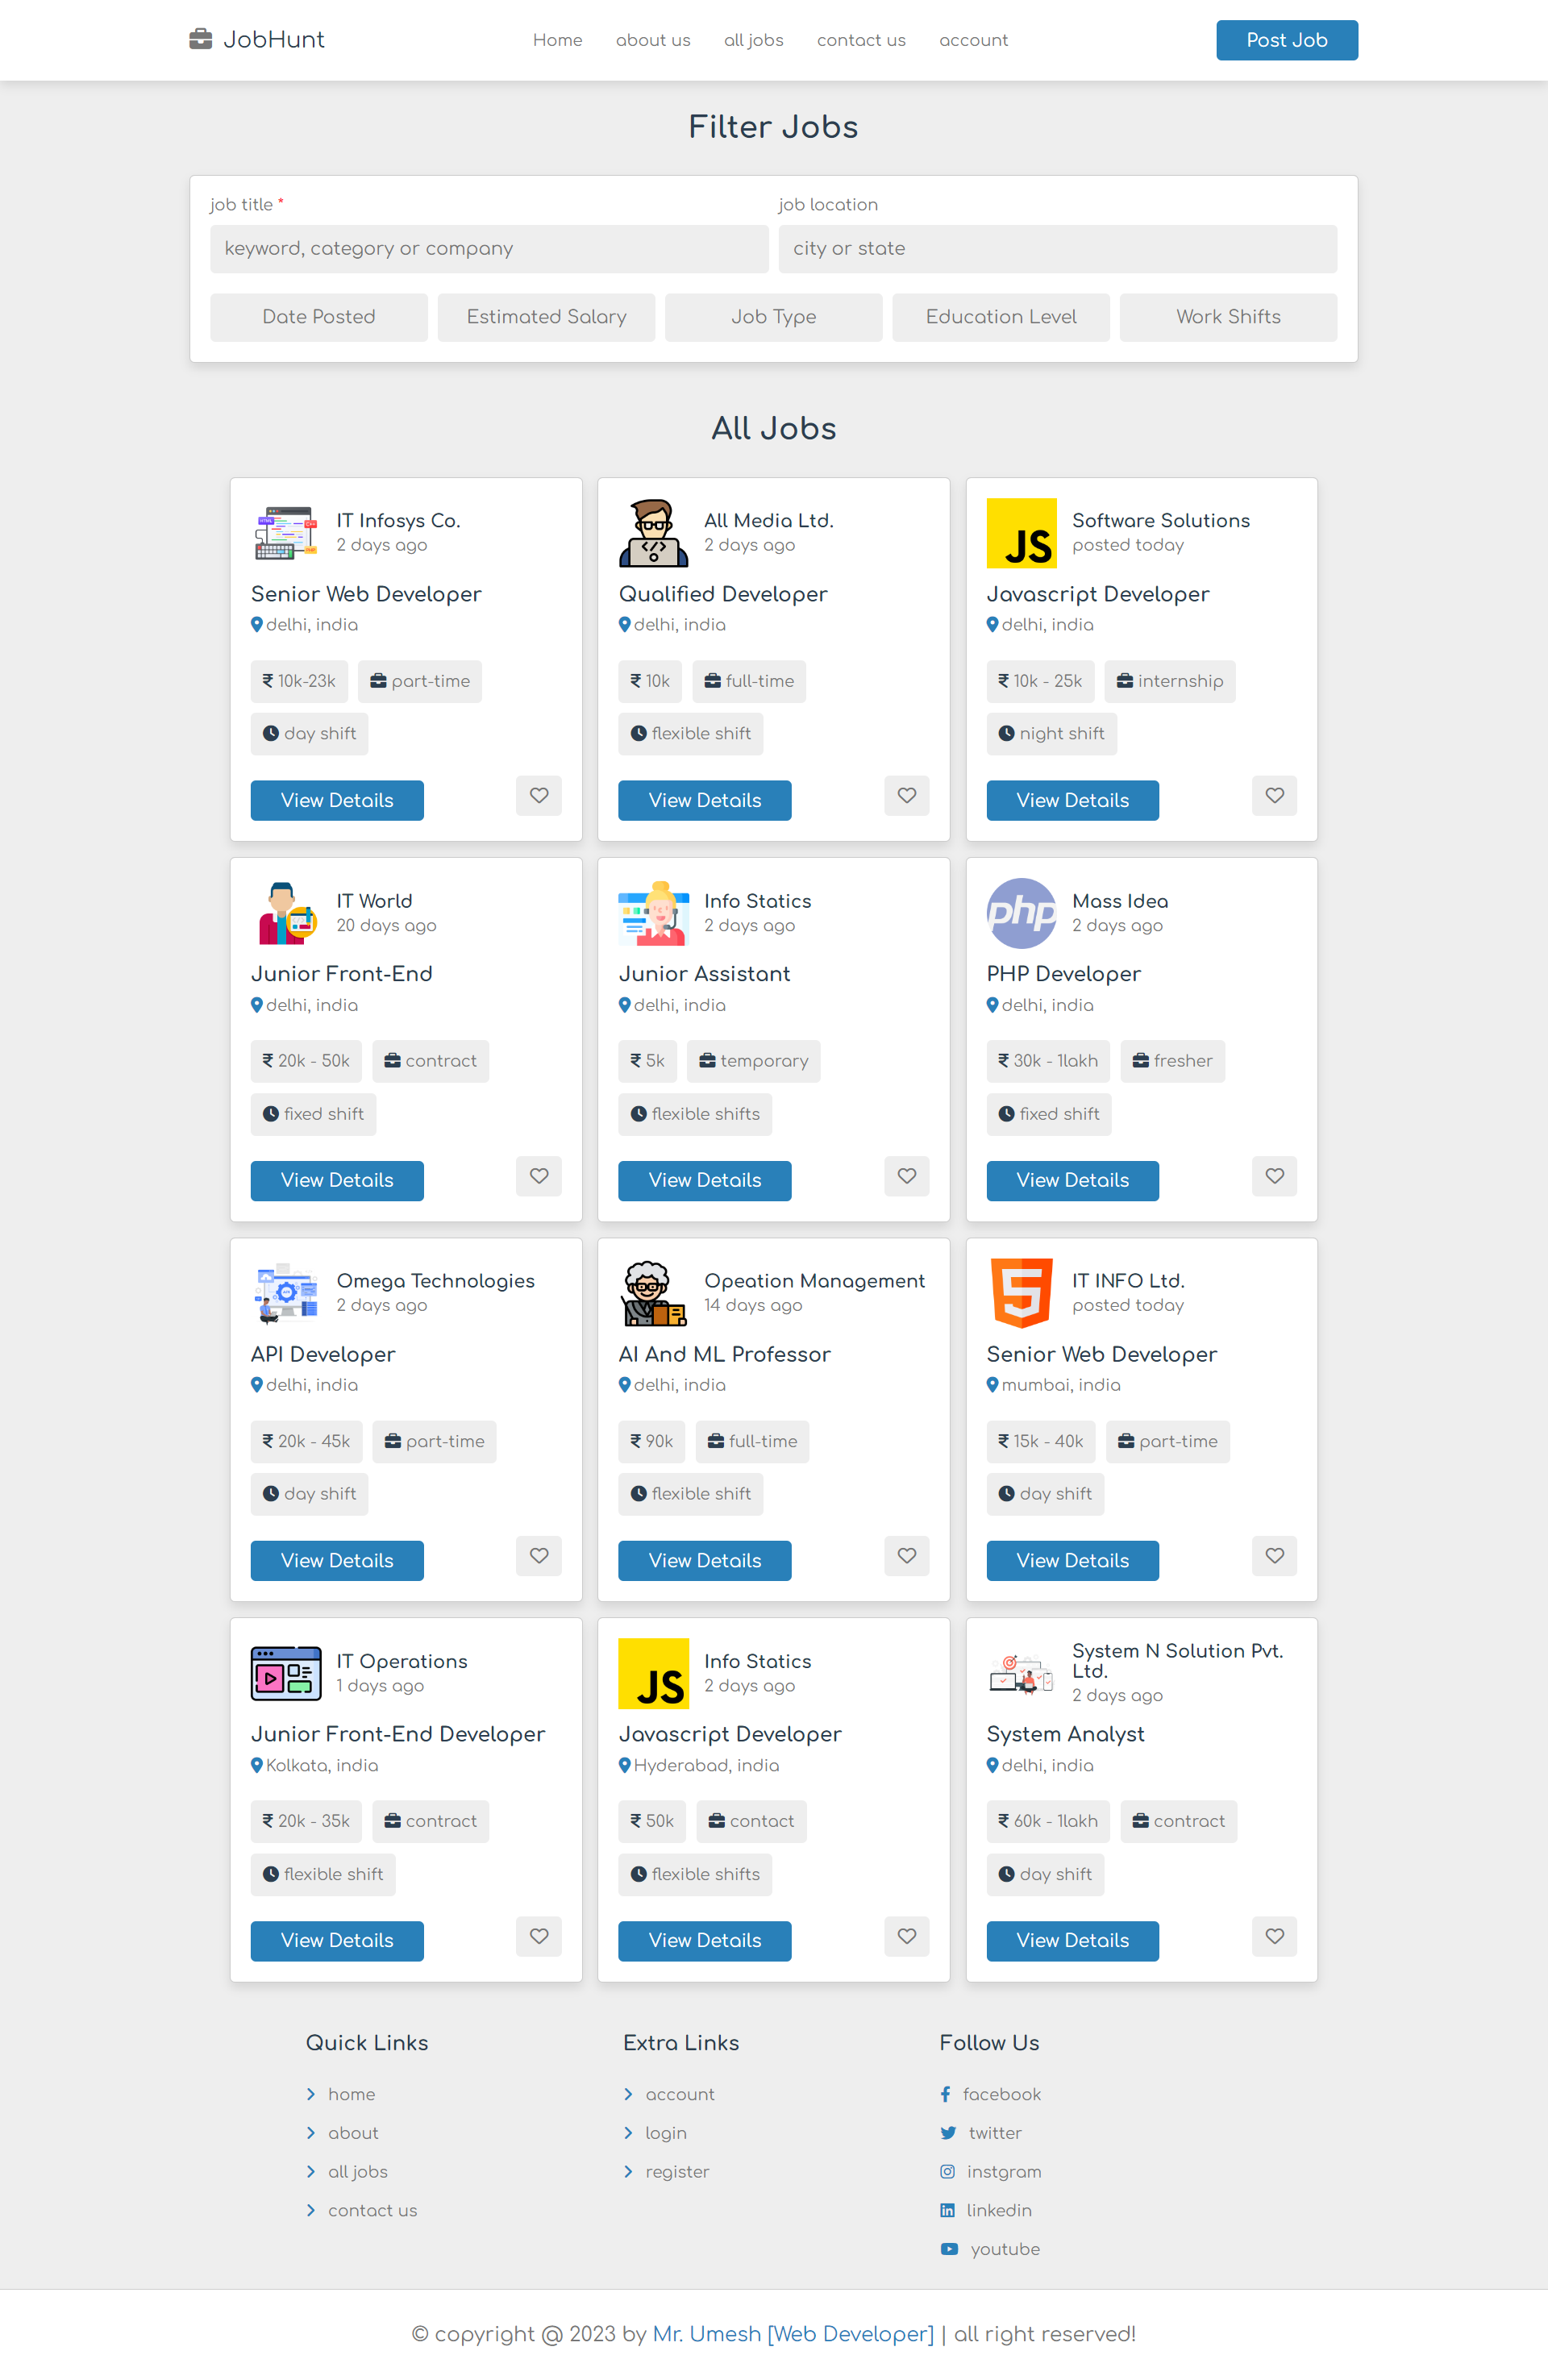 JobHunt
Home about us all jobs contact us account
Post Job
Filter Jobs
job title *
job location
keyword, category or company
city or state
Date Posted
Estimated Salary
Job Type
Education Level
Work Shifts
All Jobs
IT Infosys Co.
2 days ago
Senior Web Developer
delhi, india
₹ 10k-23k
part-time
day shift
View Details
All Media Ltd.
2 days ago
Qualified Developer
delhi, india
₹ 10k
full-time
flexible shift
View Details
JS
Software Solutions
posted today
Javascript Developer
delhi, india
₹ 10k - 25k
internship
night shift
View Details
IT World
20 days ago
Junior Front-End
delhi, india
₹ 20k - 50k
contract
fixed shift
View Details
Info Statics
2 days ago
Junior Assistant
delhi, india
₹ 5k
temporary
flexible shifts
View Details
php
Mass Idea
2 days ago
PHP Developer
delhi, india
₹ 30k - 1lakh
fresher
fixed shift
View Details
Omega Technologies
2 days ago
API Developer
delhi, india
₹ 20k - 45k
part-time
day shift
View Details
Opeation Management
14 days ago
AI And ML Professor
delhi, india
₹ 90k
full-time
flexible shift
View Details
5
IT INFO Ltd.
posted today
Senior Web Developer
mumbai, india
₹ 15k - 40k
part-time
day shift
View Details
IT Operations
1 days ago
Junior Front-End Developer
Kolkata, india
₹ 20k - 35k
contract
flexible shift
View Details
JS
Info Statics
2 days ago
Javascript Developer
Hyderabad, india
₹ 50k
contact
flexible shifts
View Details
System N Solution Pvt.
Ltd.
2 days ago
System Analyst
delhi, india
₹ 60k - 1lakh
contract
day shift
View Details
Quick Links
home
about
all jobs
contact us
Extra Links
account
login
register
Follow Us
facebook
twitter
instgram
linkedin
youtube
© copyright @ 2023 by Mr. Umesh [Web Developer] | all right reserved!